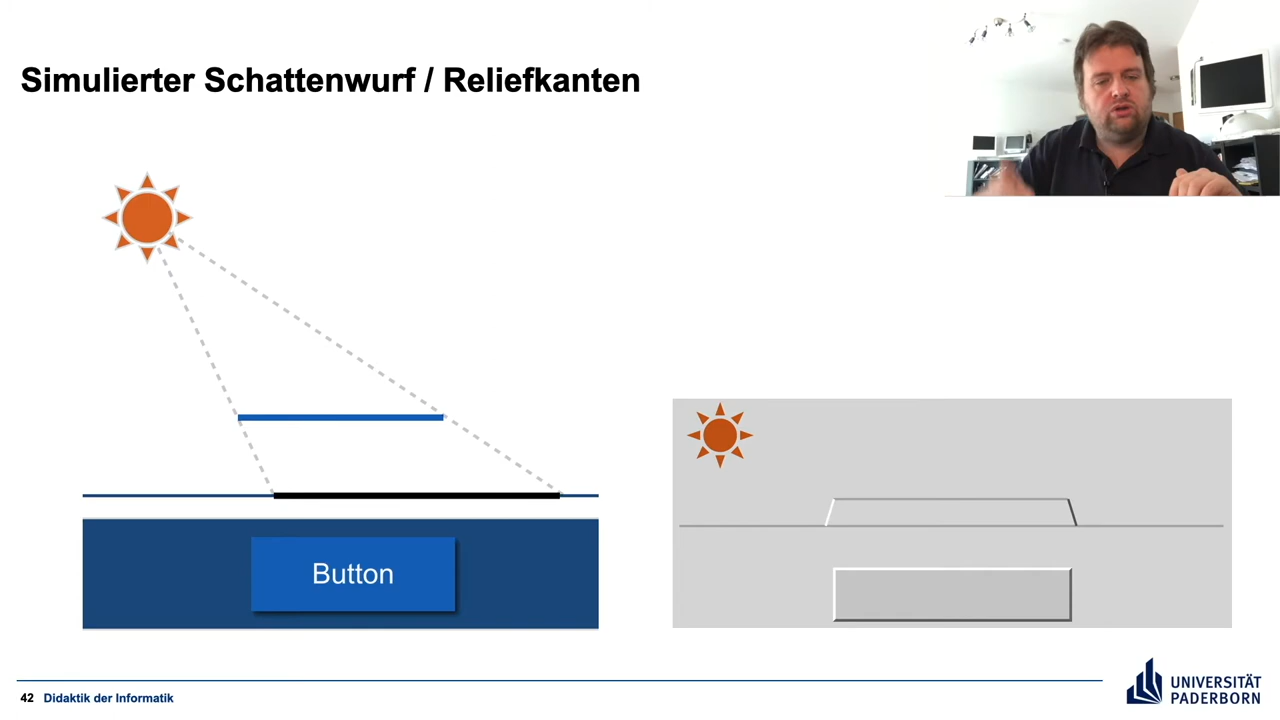 Simulierter Schattenwurf / Reliefkanten
Button
42 Didaktik der Informatik
UNIVERSITÄT
PADERBORN